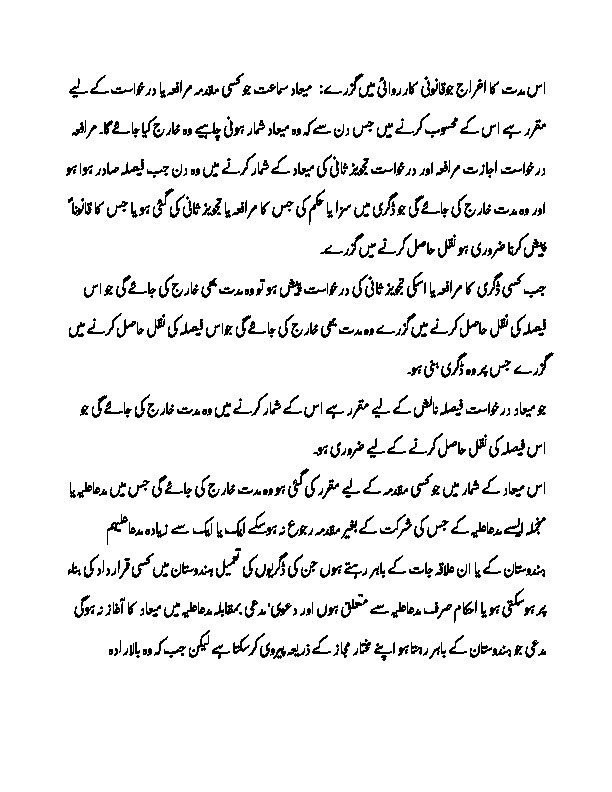 اس مدت کا اخراج جو قانونی کارروائی میں گزرے: میعاد سماعت جو کسی مقدمہ مرافعہ یا درخواست کے لیے
مقرر ہے اس کے محسوب کرنے میں جس دن سے کہ وہ میعاد شمار ہونی چاہیے وہ خارج کیا جائے گا۔ مرافعہ
درخواست اجازت مرافعہ اور درخواست تجویز ثانی کی میعاد کے شمار کرنے میں وہ دن جب فیصلہ صادر ہوا ہو
اور وہ مدت خارج کی جائے گی جو ڈگری میں سزا یا حکم کی جس کا مرافعہ یا تجویز ثانی کی گئی ہو یا جس کا قانوناً
پیش کرنا ضروری ہو نقل حاصل کرنے میں گزرے۔
جب کسی ڈگری کا مرافعہ یا اسکی تجویز ثانی کی درخواست پیش ہو تو وہ مدت بھی خارج کی جائے گی جو اس
فیصلہ کی نقل حاصل کرنے میں گزرے وہ مدت بھی خارج کی جائے گی جو اس فیصلہ کی نقل حاصل کرنے میں
گزرے جس پر وہ ڈگری بنی ہو۔
جو میعاد درخواست فیصلہ نالش کے لیے مقرر ہے اس کے شمار کرنے میں وہ مدت خارج کی جائے گی جو
اس فیصلہ کی نقل حاصل کرنے کے لیے ضروری ہو۔
اس میعاد کے شمار میں جو کسی مقدمہ کے لیے مقرر کی گئی ہو وہ مدت خارج کی جائے گی جس میں مدعاعلیہ یا
منجملہ ایسے مدعاعلیہ کے جس کی شرکت کے بغیر مقدمہ رجوع نہ ہوسکے ایک یا ایک سے زیادہ مدعاعلیہم
ہندوستان کے یا ان علاقہ جات کے باہر رہتے ہوں جن کی ڈگریوں کی تعمیل ہندوستان میں کسی قرارداد کی بناء
پر ہوسکتی ہو یا احکام صرف مدعاعلیہ سے متعلق ہوں اور دعویٰ مدعی بمقابلہ مدعاعلیہ میں میعاد کا آغاز نہ ہوگی
مدعی جو ہندوستان کے باہر رہتا ہو اپنے مختار مجاز کے ذریعہ پیروی کرسکتا ہے لیکن جب کہ وہ بالارادہ